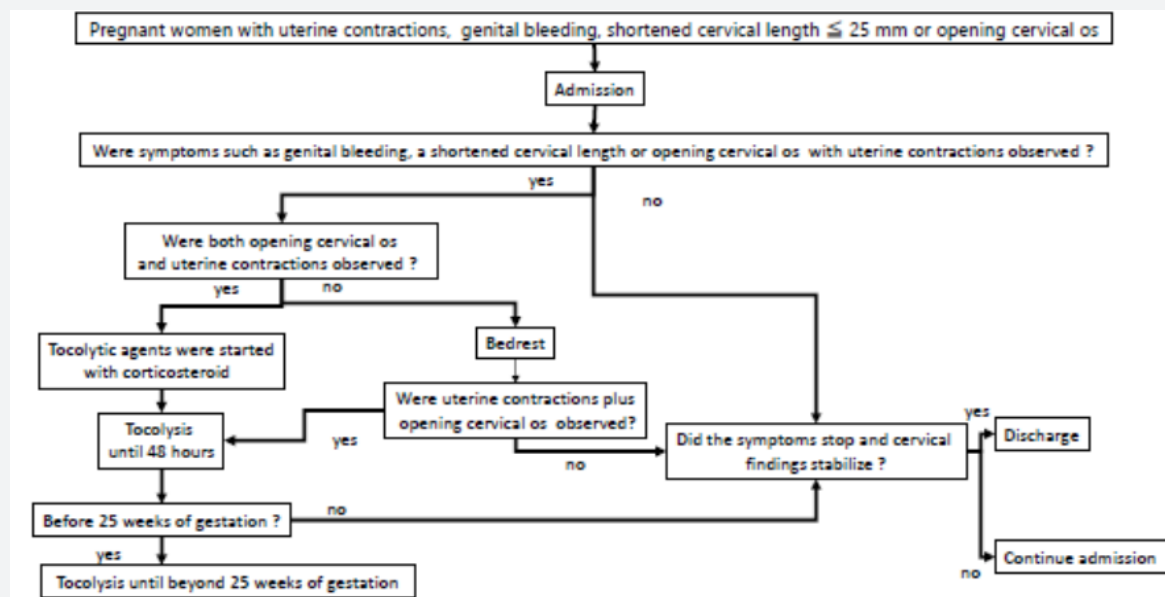 Pregnant women with uterine contractions, genital bleeding, shortened cervical length ≦ 25 mm or opening cervical os
Admission
Were symptoms such as genital bleeding, a shortened cervical length or opening cervical os with uterine contractions observed ?
yes
no
Were both opening cervical os
and uterine contractions observed ?
yes
no
Tocolytic agents were started
with corticosteroid
Bedrest
Were uterine contractions plus
opening cervical os observed?
yes
no
Tocolysis
until 48 hours
Did the symptoms stop and cervical
findings stabilize ?
yes
Discharge
no
Continue admission
Before 25 weeks of gestation ?
no
yes
Tocolysis until beyond 25 weeks of gestation